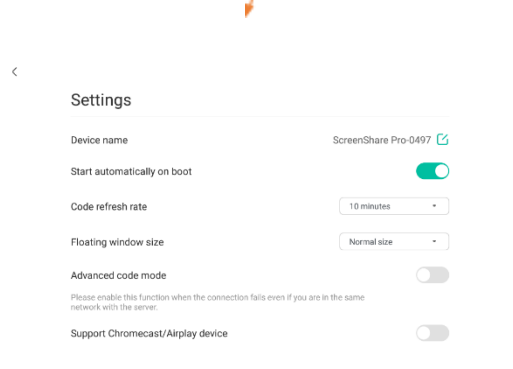 Settings
Device name ScreenShare Pro-0497
Start automatically on boot
Code refresh rate 10 minutes
Floating window size Normal size
Advanced code mode
Please enable this function when the connection fails even if you are in the same
network with the server.
Support Chromecast/Airplay device